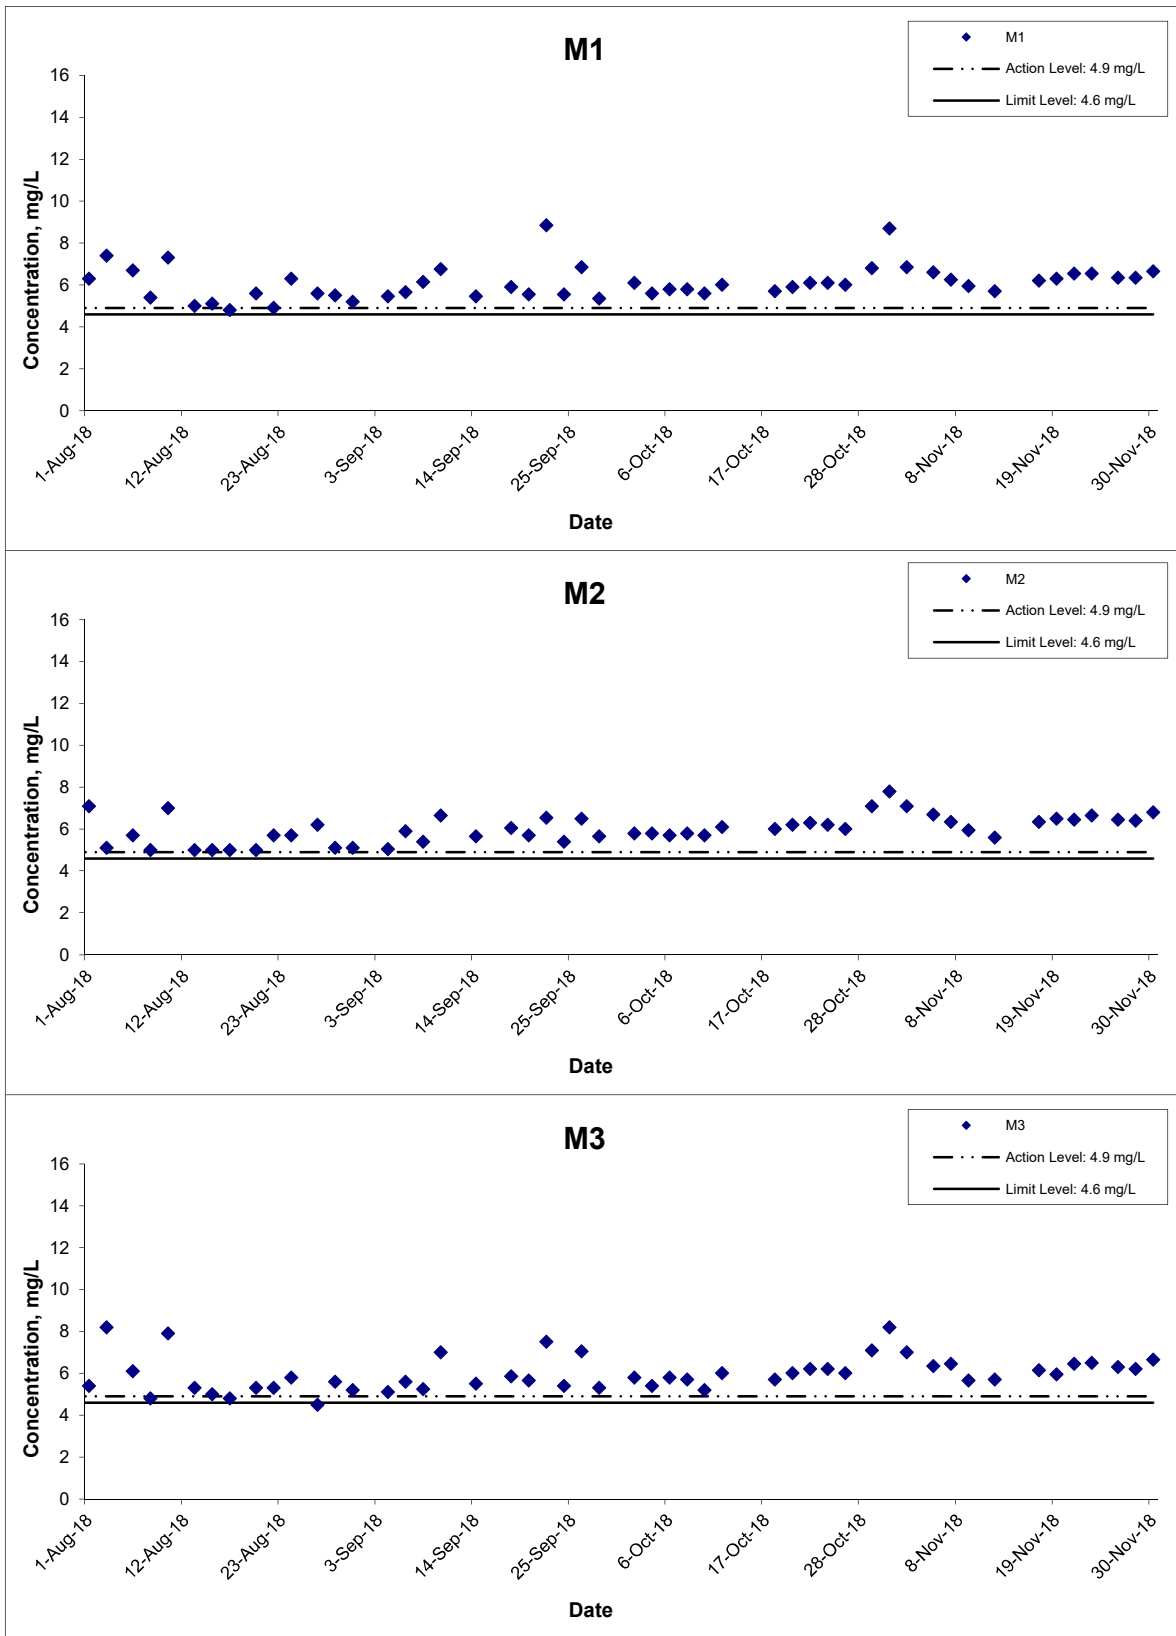 M1
M1
Action Level: 4.9 mg/L
Limit Level: 4.6 mg/L
Concentration, mg/L
16
14
12
10
8
6
4
2
0
1-Aug-18
12-Aug-18
23-Aug-18
3-Sep-18
14-Sep-18
25-Sep-18
6-Oct-18
17-Oct-18
28-Oct-18
8-Nov-18
19-Nov-18
30-Nov-18
Date
M2
M2
Action Level: 4.9 mg/L
Limit Level: 4.6 mg/L
Concentration, mg/L
16
14
12
10
8
6
4
2
0
1-Aug-18
12-Aug-18
23-Aug-18
3-Sep-18
14-Sep-18
25-Sep-18
6-Oct-18
17-Oct-18
28-Oct-18
8-Nov-18
19-Nov-18
30-Nov-18
Date
M3
M3
Action Level: 4.9 mg/L
Limit Level: 4.6 mg/L
Concentration, mg/L
16
14
12
10
8
6
4
2
0
1-Aug-18
12-Aug-18
23-Aug-18
3-Sep-18
14-Sep-18
25-Sep-18
6-Oct-18
17-Oct-18
28-Oct-18
8-Nov-18
19-Nov-18
30-Nov-18
Date